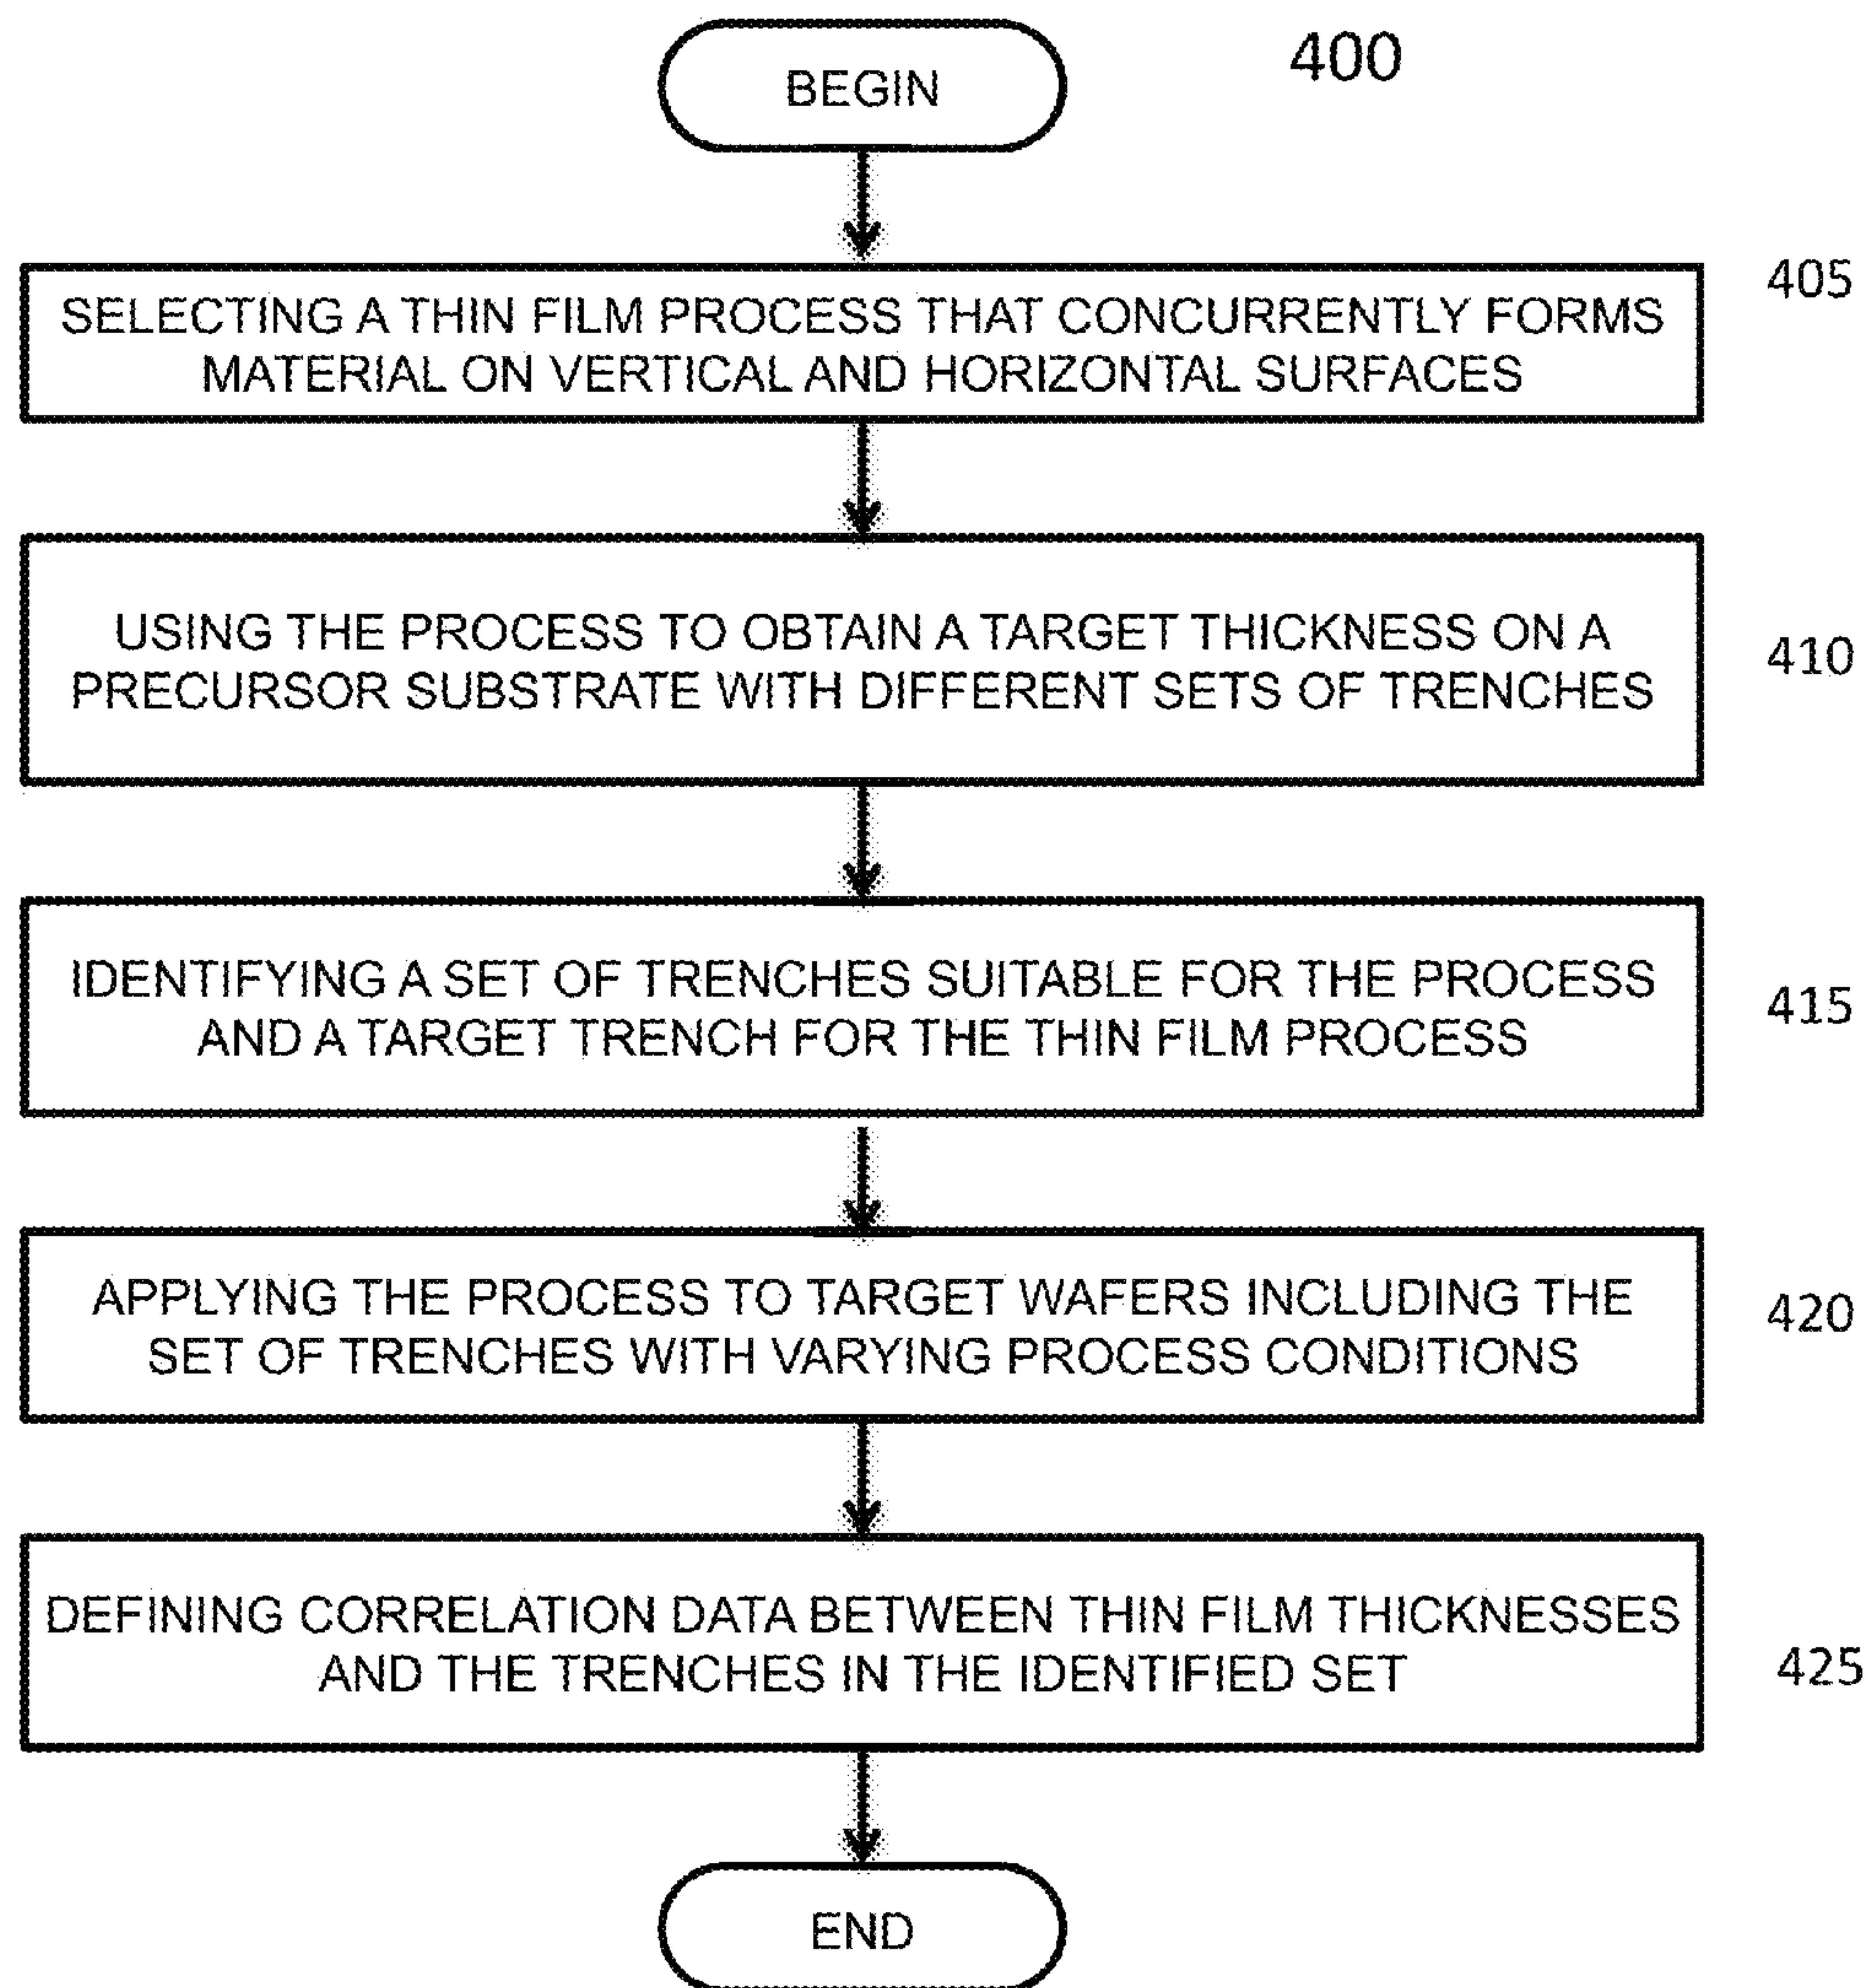 BEGIN
400
SELECTING A THIN FILM PROCESS THAT CONCURRENTLY FORMS
MATERIAL ON VERTICAL AND HORIZONTAL SURFACES
405
USING THE PROCESS TO OBTAIN A TARGET THICKNESS ON A
PRECURSOR SUBSTRATE WITH DIFFERENT SETS OF TRENCHES
410
IDENTIFYING A SET OF TRENCHES SUITABLE FOR THE PROCESS
AND A TARGET TRENCH FOR THE THIN FILM PROCESS
415
APPLYING THE PROCESS TO TARGET WAFERS INCLUDING THE
SET OF TRENCHES WITH VARYING PROCESS CONDITIONS
420
DEFINING CORRELATION DATA BETWEEN THIN FILM THICKNESSES
AND THE TRENCHES IN THE IDENTIFIED SET
425
END